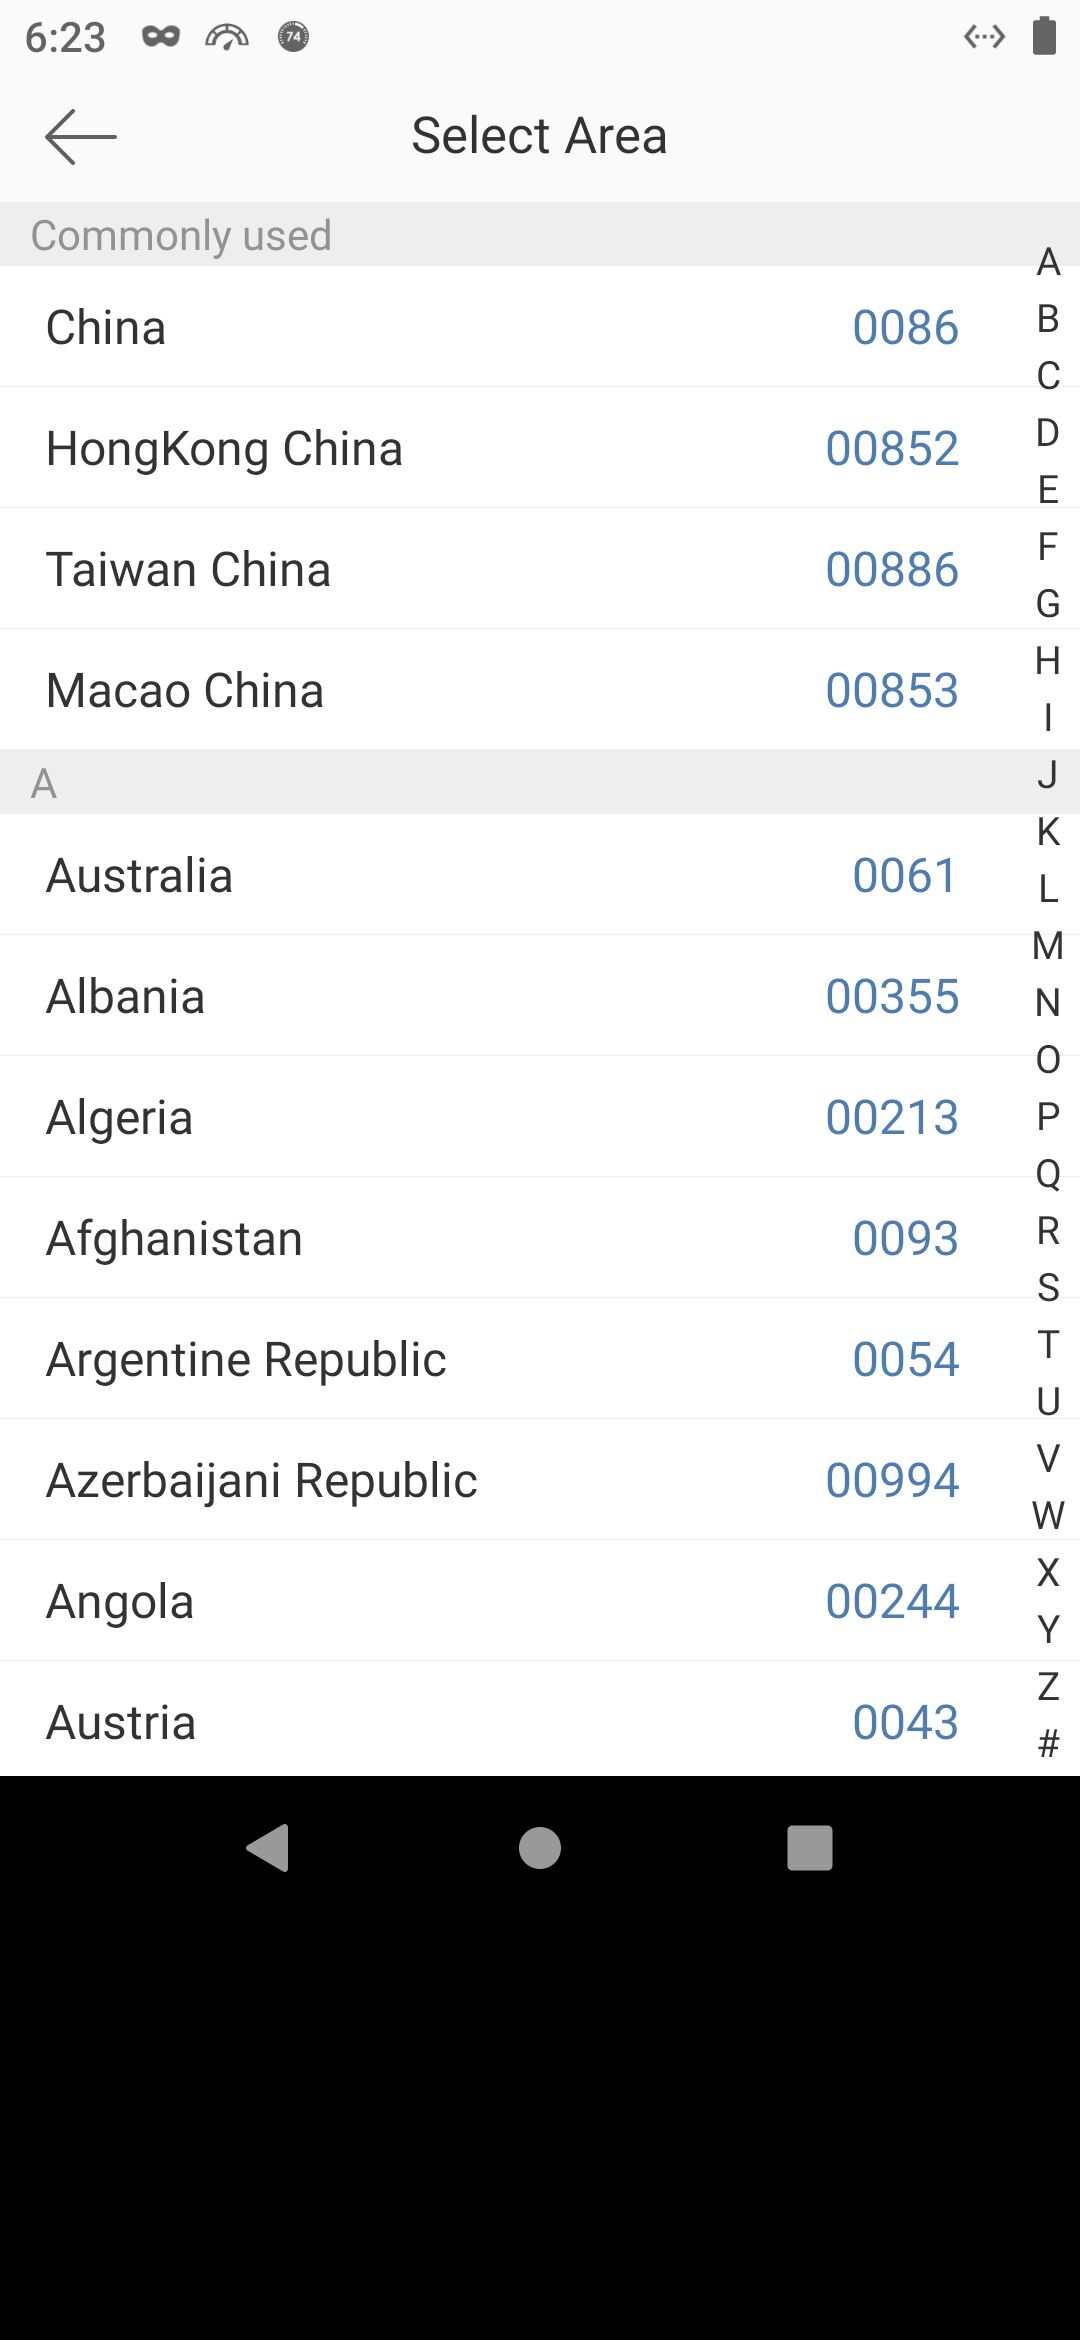 6:23
74
Select Area
Commonly used
China 0086
HongKong China 00852
Taiwan China 00886
Macao China 00853
A
Australia 0061
Albania 00355
Algeria 00213
Afghanistan 0093
Argentine Republic 0054
Azerbaijani Republic 00994
Angola 00244
Austria 0043
A
B
C
D
E
F
G
H
I
J
K
L
M
N
O
P
Q
R
S
T
U
V
W
X
Y
Z
#